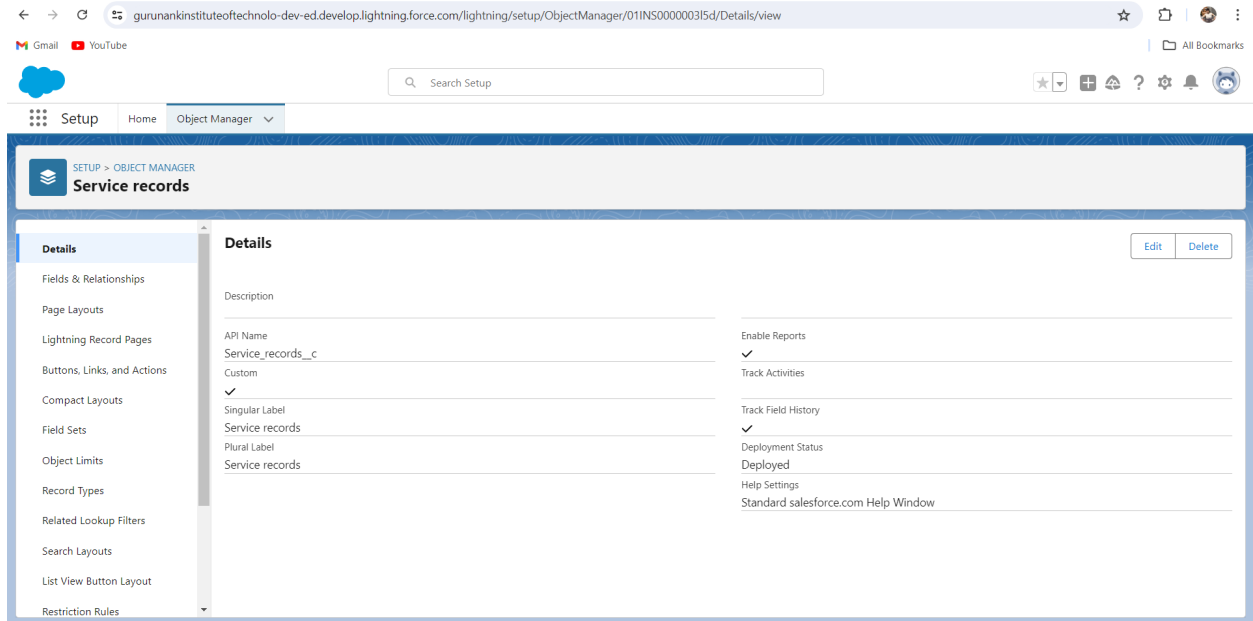 gurunankinstituteoftechnolo-dev-ed.develop.lightning.force.com/lightning/setup/ObjectManager/01INS0000003I5d/Details/view
Gmail YouTube All Bookmarks
Search Setup
Setup Home Object Manager
SETUP > OBJECT MANAGER
Service records
Details
Fields & Relationships
Page Layouts
Lightning Record Pages
Buttons, Links, and Actions
Compact Layouts
Field Sets
Object Limits
Record Types
Related Lookup Filters
Search Layouts
List View Button Layout
Restriction Rules
Details
Edit Delete
Description
API Name
Service_records__c
Custom
Singular Label
Service records
Plural Label
Service records
Enable Reports
Track Activities
Track Field History
Deployment Status
Deployed
Help Settings
Standard salesforce.com Help Window